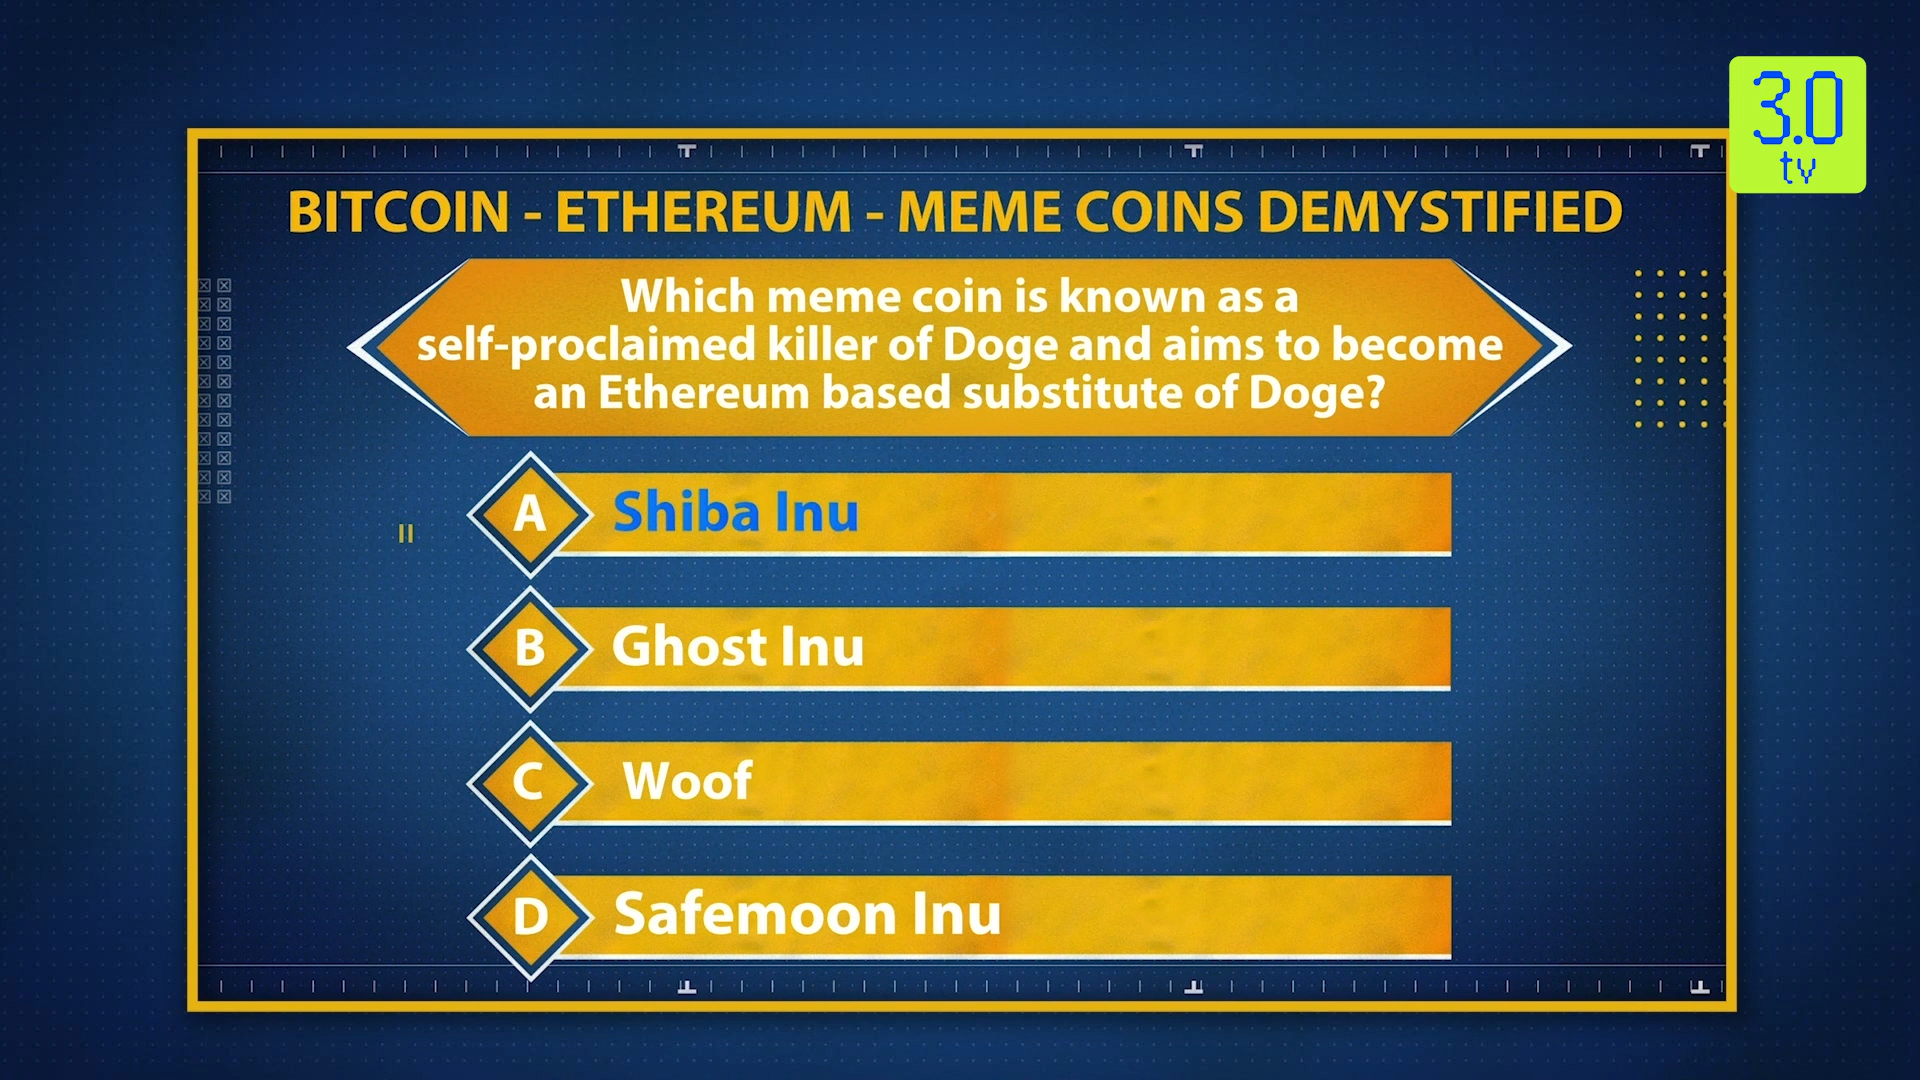 3.0
tv
BITCOIN - ETHEREUM - MEME COINS DEMYSTIFIED
Which meme coin is known as a
self-proclaimed killer of Doge and aims to become
an Ethereum based substitute of Doge?
A Shiba Inu
B Ghost Inu
C Woof
D Safemoon Inu